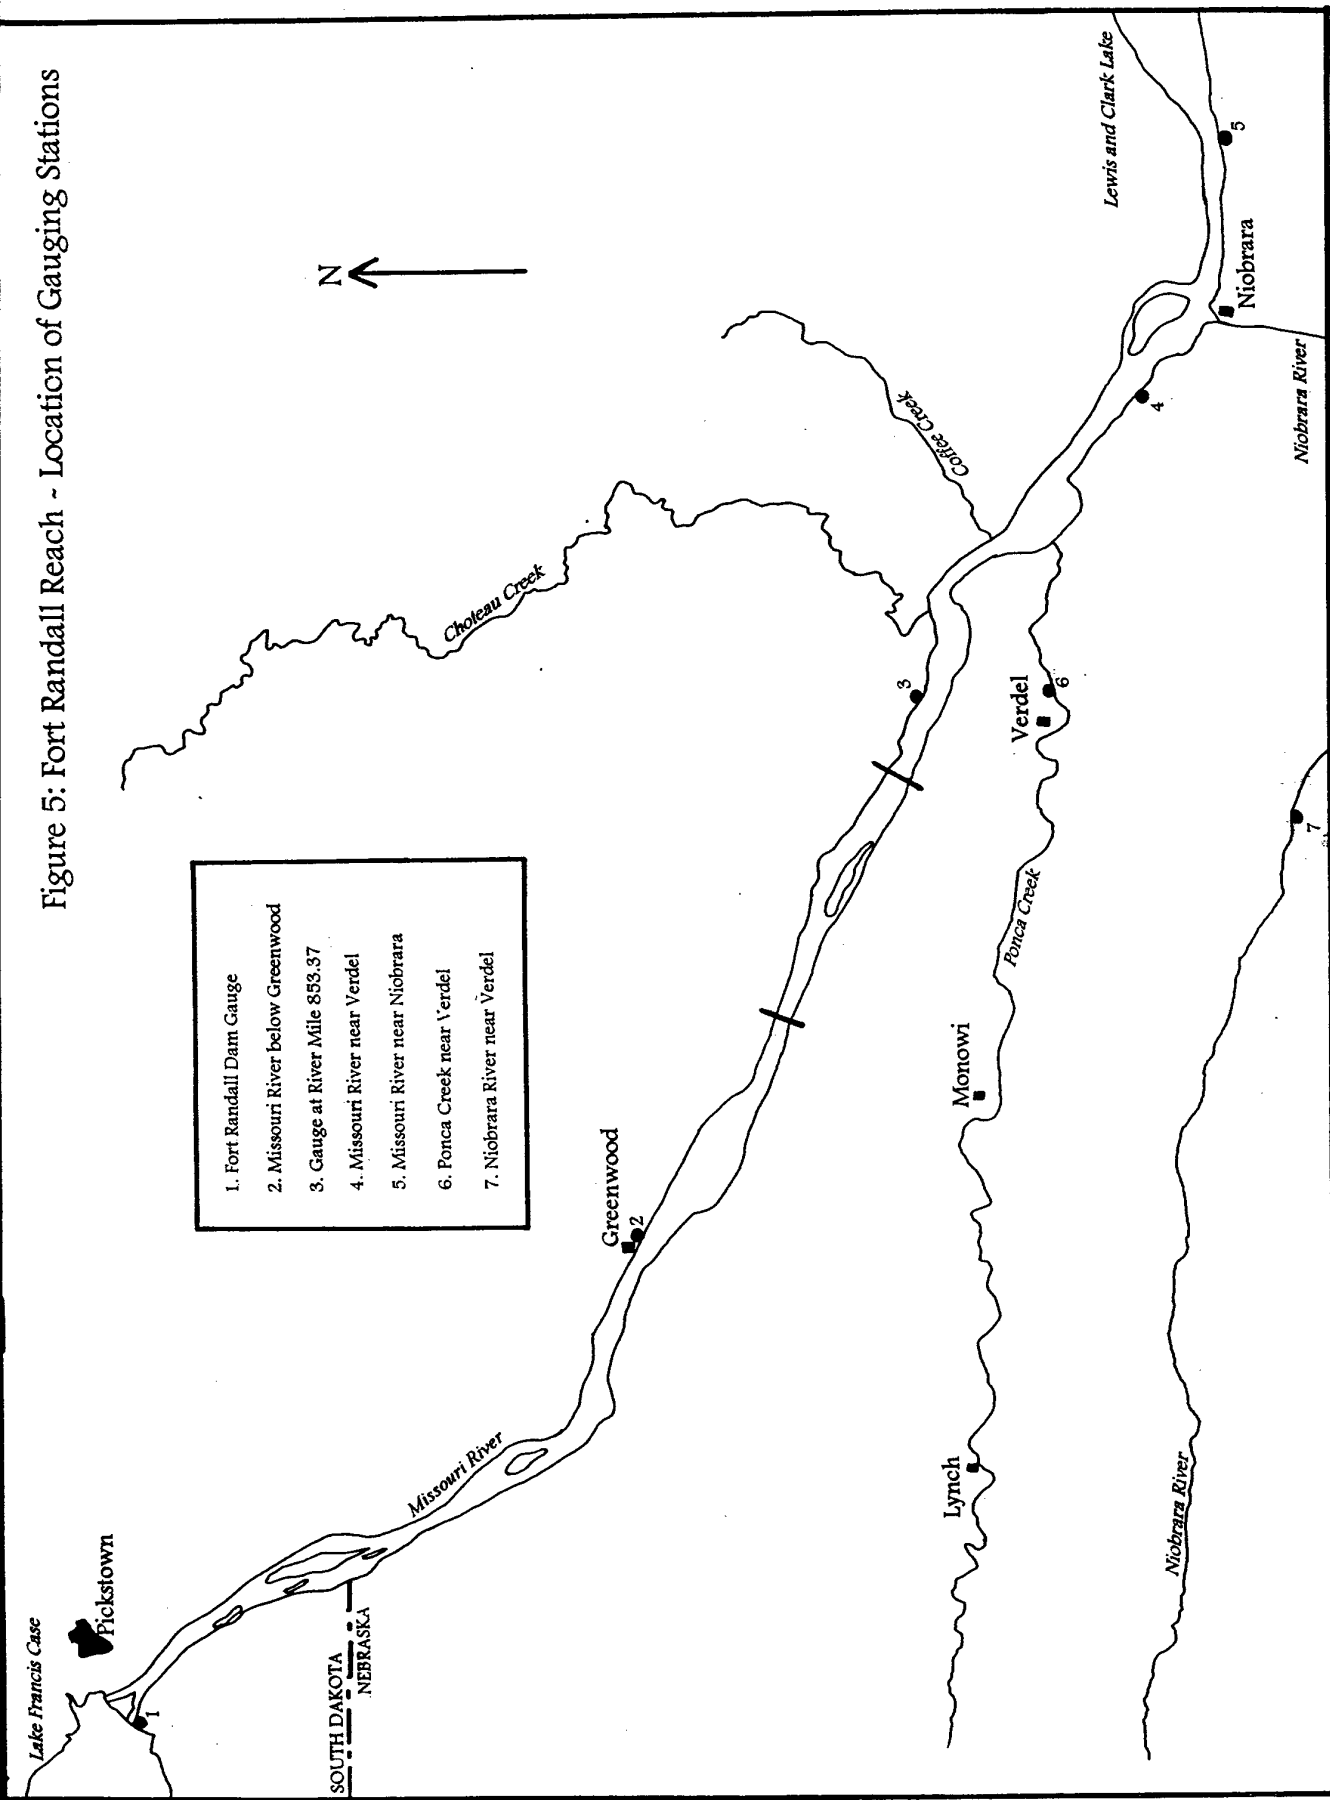 Figure 5: Fort Randall Reach ~ Location of Gauging Stations
Lake Francis Case
Pickstown
1
SOUTH DAKOTA
NEBRASKA
Missouri River
1. Fort Randall Dam Gauge
2. Missouri River below Greenwood
3. Gauge at River Mile 853.37
4. Missouri River near Verdel
5. Missouri River near Niobrara
6. Ponca Creek near Verdel
7. Niobrara River near Verdel
N
Choteau Creek
Greenwood
2
Coffee Creek
3
Lynch
Monowi
Ponca Creek
Verdel
6
4
Lewis and Clark Lake
5
Niobrara
Niobrara River
7
Niobrara River